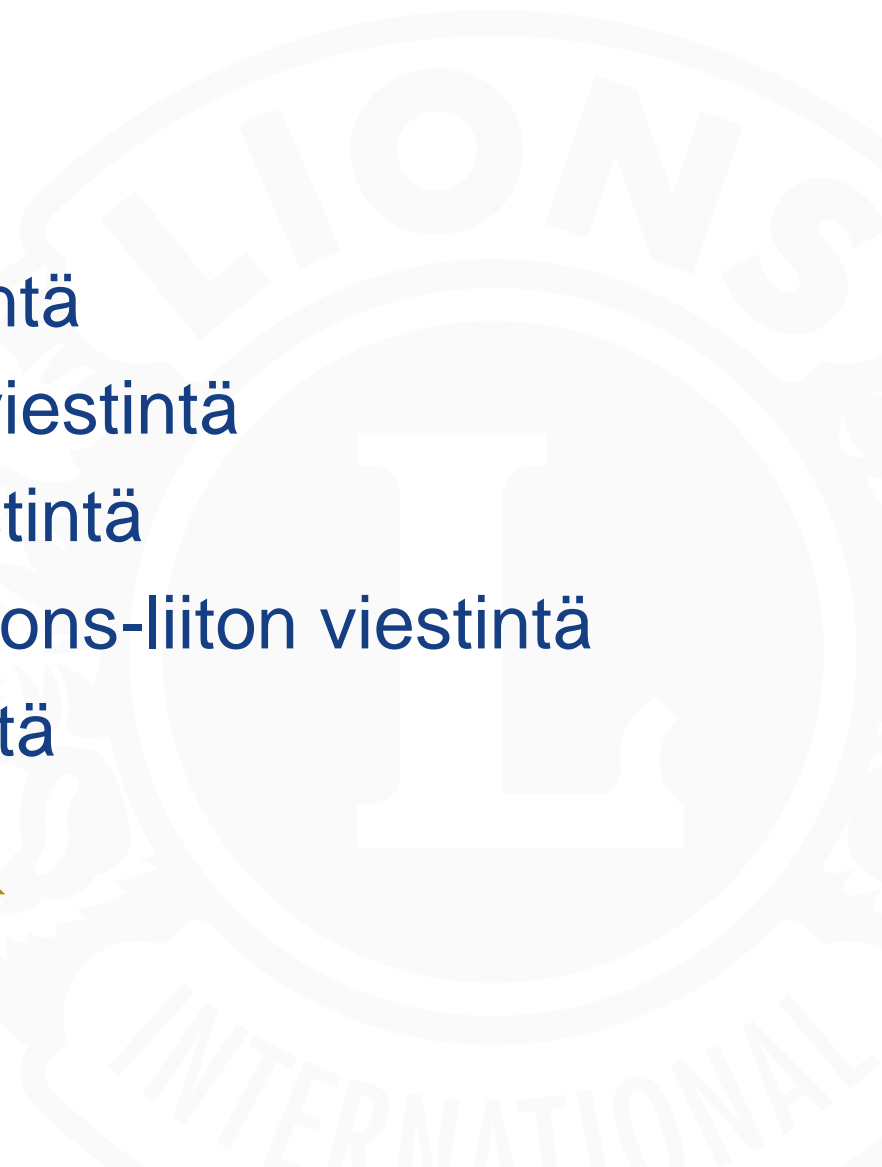 LIONS
ntä
viestintä
tintä
ons-liiton viestintä
tä
INTERNATIONAL
L